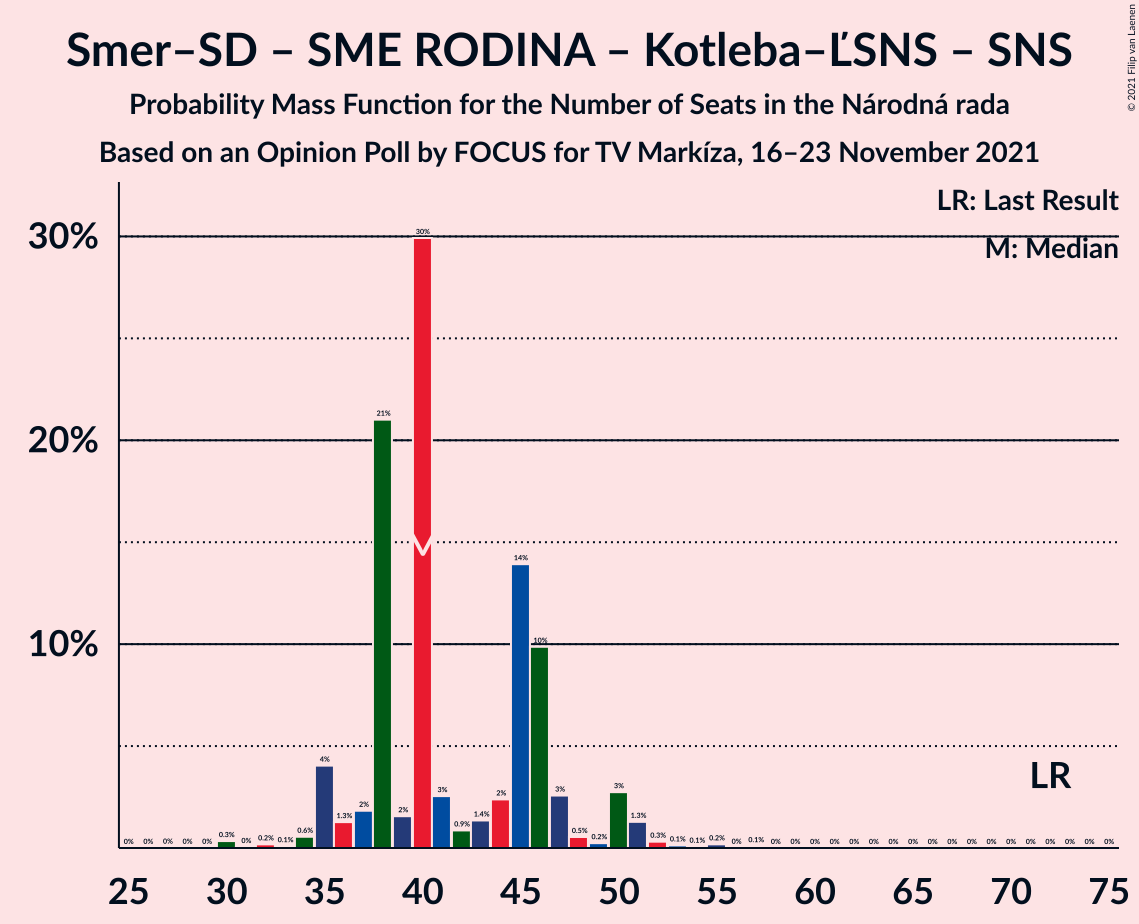 Smer–SD – SME RODINA – Kotleba–ĽSNS – SNS
Probability Mass Function for the Number of Seats in the Národná rada
Based on an Opinion Poll by FOCUS for TV Markíza, 16–23 November 2021
© 2021 Filip van Laenen
LR: Last Result
M: Median
30%
20%
10%
0% 0% 0% 0% 0% 0.3% 0% 0.2% 0.1% 0.6% 4% 1.3% 2% 21% 2% 30% 3% 0.9% 1.4% 2% 14% 10% 3% 0.5% 0.2% 3% 1.3% 0.3% 0.1% 0.1% 0.2% 0% 0.1% 0% 0% 0% 0% 0% 0% 0% 0% 0% 0% 0% 0% 0% 0% 0% 0% 0% 0%
LR
25 30 35 40 45 50 55 60 65 70 75